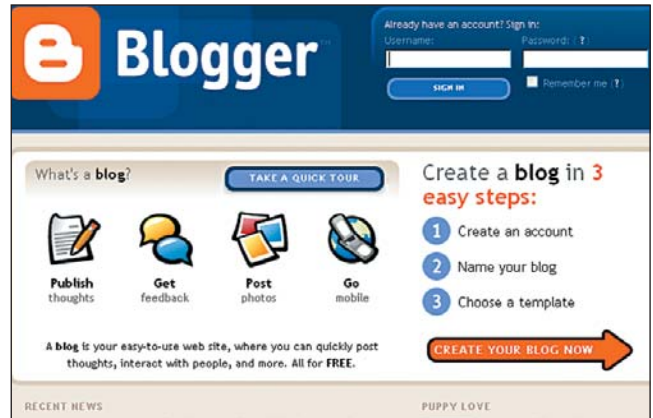 Blogger™
Already have an account? Sign in:
Username: Password: (?)
SIGN IN
Remember me (?)
What's a blog?
TAKE A QUICK TOUR
Publish
thoughts
Get
feedback
Post
photos
Go
mobile
A blog is your easy-to-use web site, where you can quickly post
thoughts, interact with people, and more. All for FREE.
Create a blog in 3
easy steps:
1 Create an account
2 Name your blog
3 Choose a template
CREATE YOUR BLOG NOW
RECENT NEWS
PUPPY LOVE